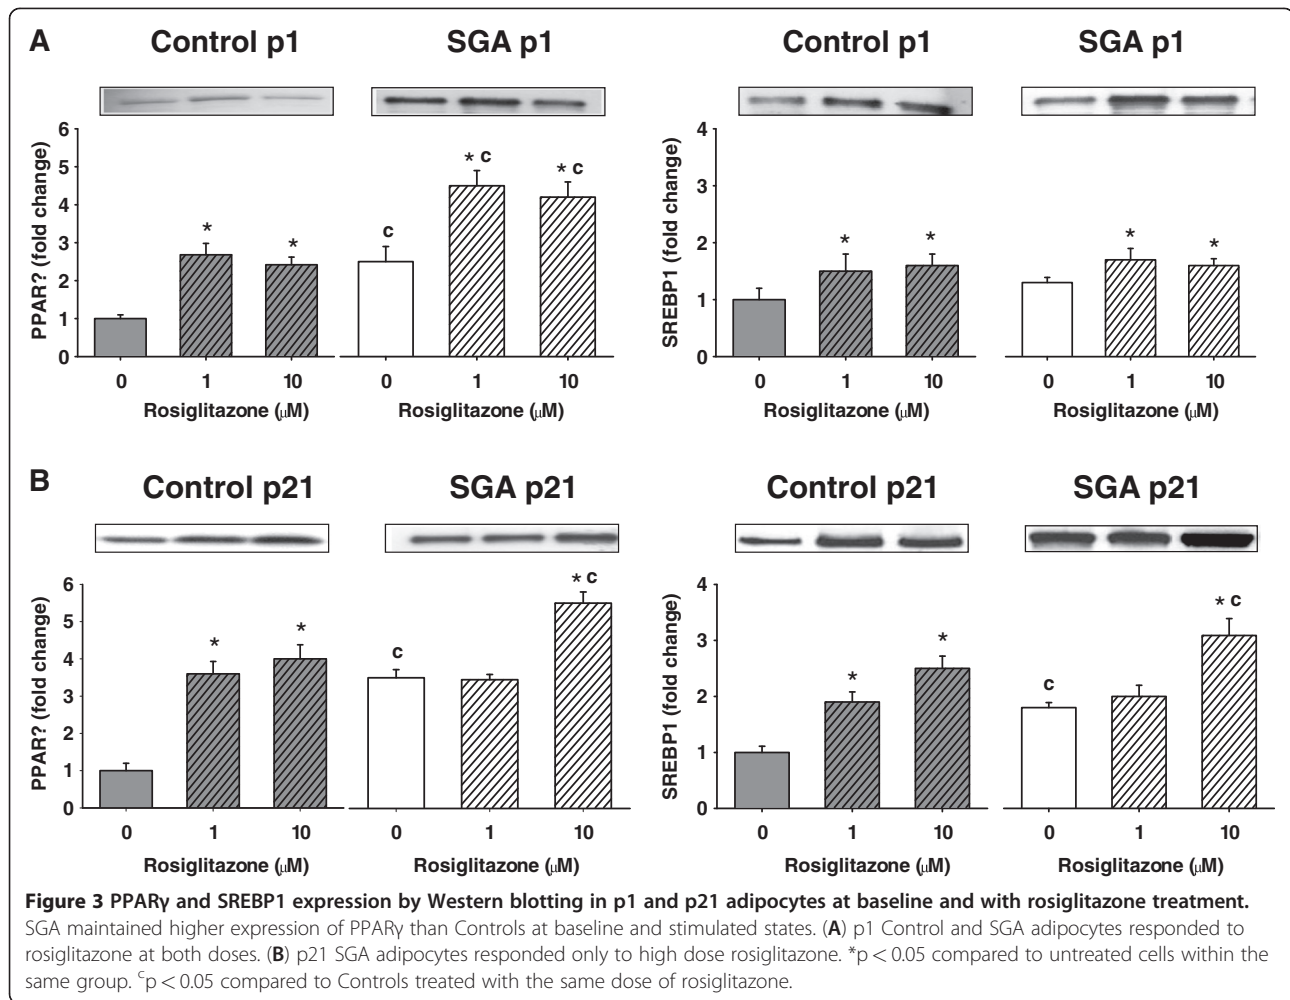 A
Control p1 SGA p1 Control p1 SGA p1
PPAR? (fold change)
6
5
4
3
2
1
0
* * c * c * c
0 1 10 0 1 10
Rosiglitazone (μM) Rosiglitazone (μM)
SREBP1 (fold change)
4
3
2
1
0
* * * *
0 1 10 0 1 10
Rosiglitazone (μM) Rosiglitazone (μM)
B
Control p21 SGA p21 Control p21 SGA p21
PPAR? (fold change)
6
5
4
3
2
1
0
* * c * c
0 1 10 0 1 10
Rosiglitazone (μM) Rosiglitazone (μM)
SREBP1 (fold change)
4
3
2
1
0
* * c * c
0 1 10 0 1 10
Rosiglitazone (μM) Rosiglitazone (μM)
Figure 3 PPARγ and SREBP1 expression by Western blotting in p1 and p21 adipocytes at baseline and with rosiglitazone treatment.
SGA maintained higher expression of PPARγ than Controls at baseline and stimulated states. (A) p1 Control and SGA adipocytes responded to
rosiglitazone at both doses. (B) p21 SGA adipocytes responded only to high dose rosiglitazone. *p < 0.05 compared to untreated cells within the
same group. ᶜp < 0.05 compared to Controls treated with the same dose of rosiglitazone.